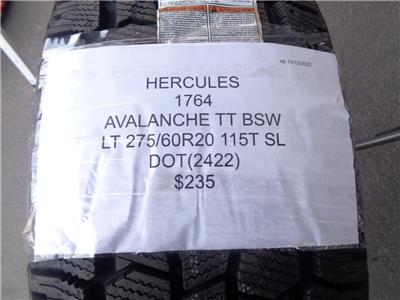 HERCULES
1764
AVALANCHE TT BSW
LT 275/60R20 115T SL
DOT(2422)
$235